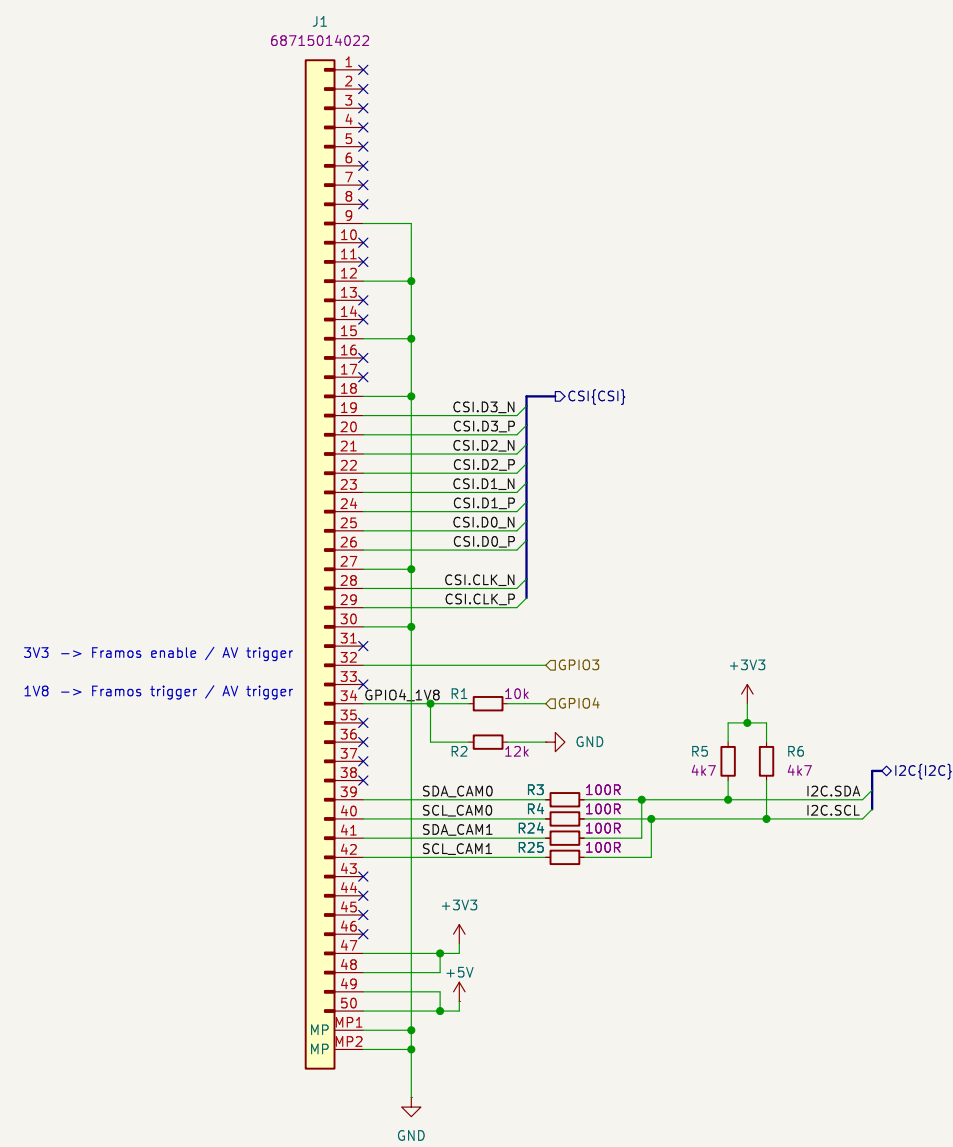 J1
68715014022
1
2
3
4
5
6
7
8
9
10
11
12
13
14
15
16
17
18
CSI{CSI}
19 CSI.D3_N
20 CSI.D3_P
21 CSI.D2_N
22 CSI.D2_P
23 CSI.D1_N
24 CSI.D1_P
25 CSI.D0_N
26 CSI.D0_P
27
28 CSI.CLK_N
29 CSI.CLK_P
30
31
3V3 -> Framos enable / AV trigger
32 GPIO3
+3V3
33
1V8 -> Framos trigger / AV trigger
34 GPIO4_1V8 R1 10k GPIO4
35
36 R2 12k GND
37
38
R5 4k7
R6 4k7
I2C{I2C}
39 SDA_CAM0 R3 100R I2C.SDA
40 SCL_CAM0 R4 100R I2C.SCL
41 SDA_CAM1 R24 100R
42 SCL_CAM1 R25 100R
43
44
45
46
+3V3
47
48
+5V
49
50
MP MP1
MP MP2
GND